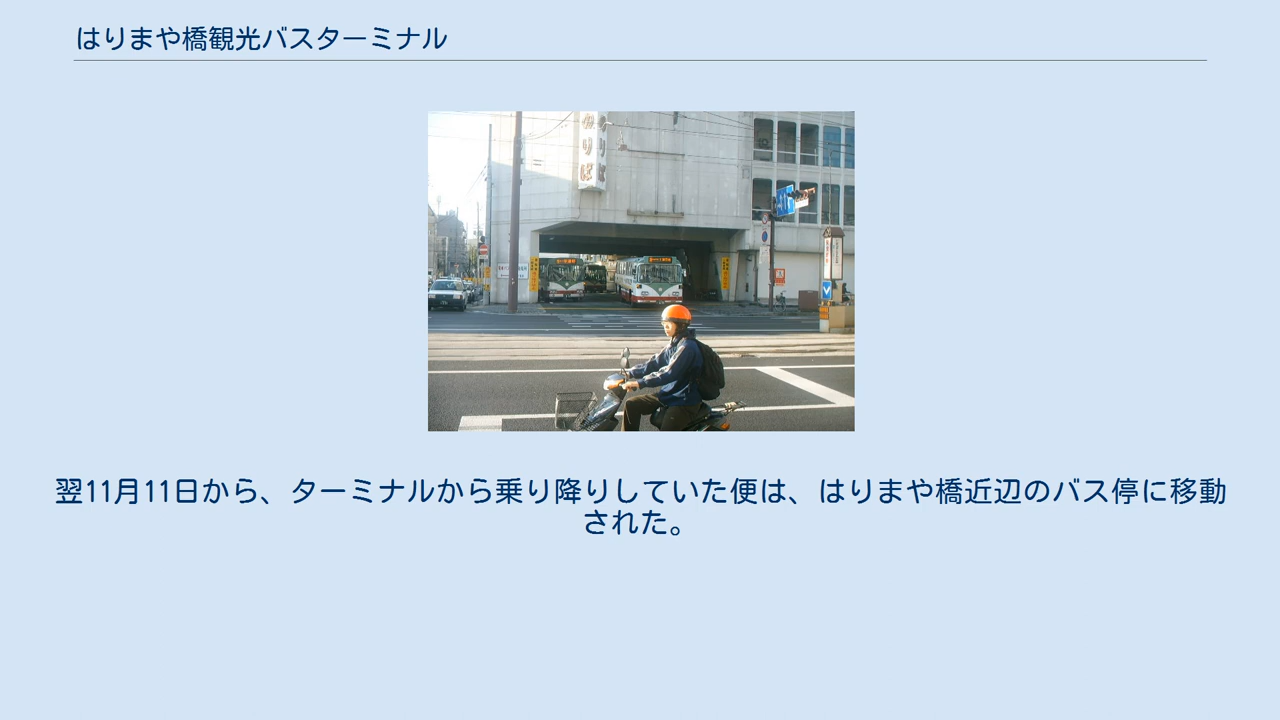 はりまや橋観光バスターミナル
のりば
翌11月11日から、ターミナルから乗り降りしていた便は、はりまや橋近辺のバス停に移動
された。